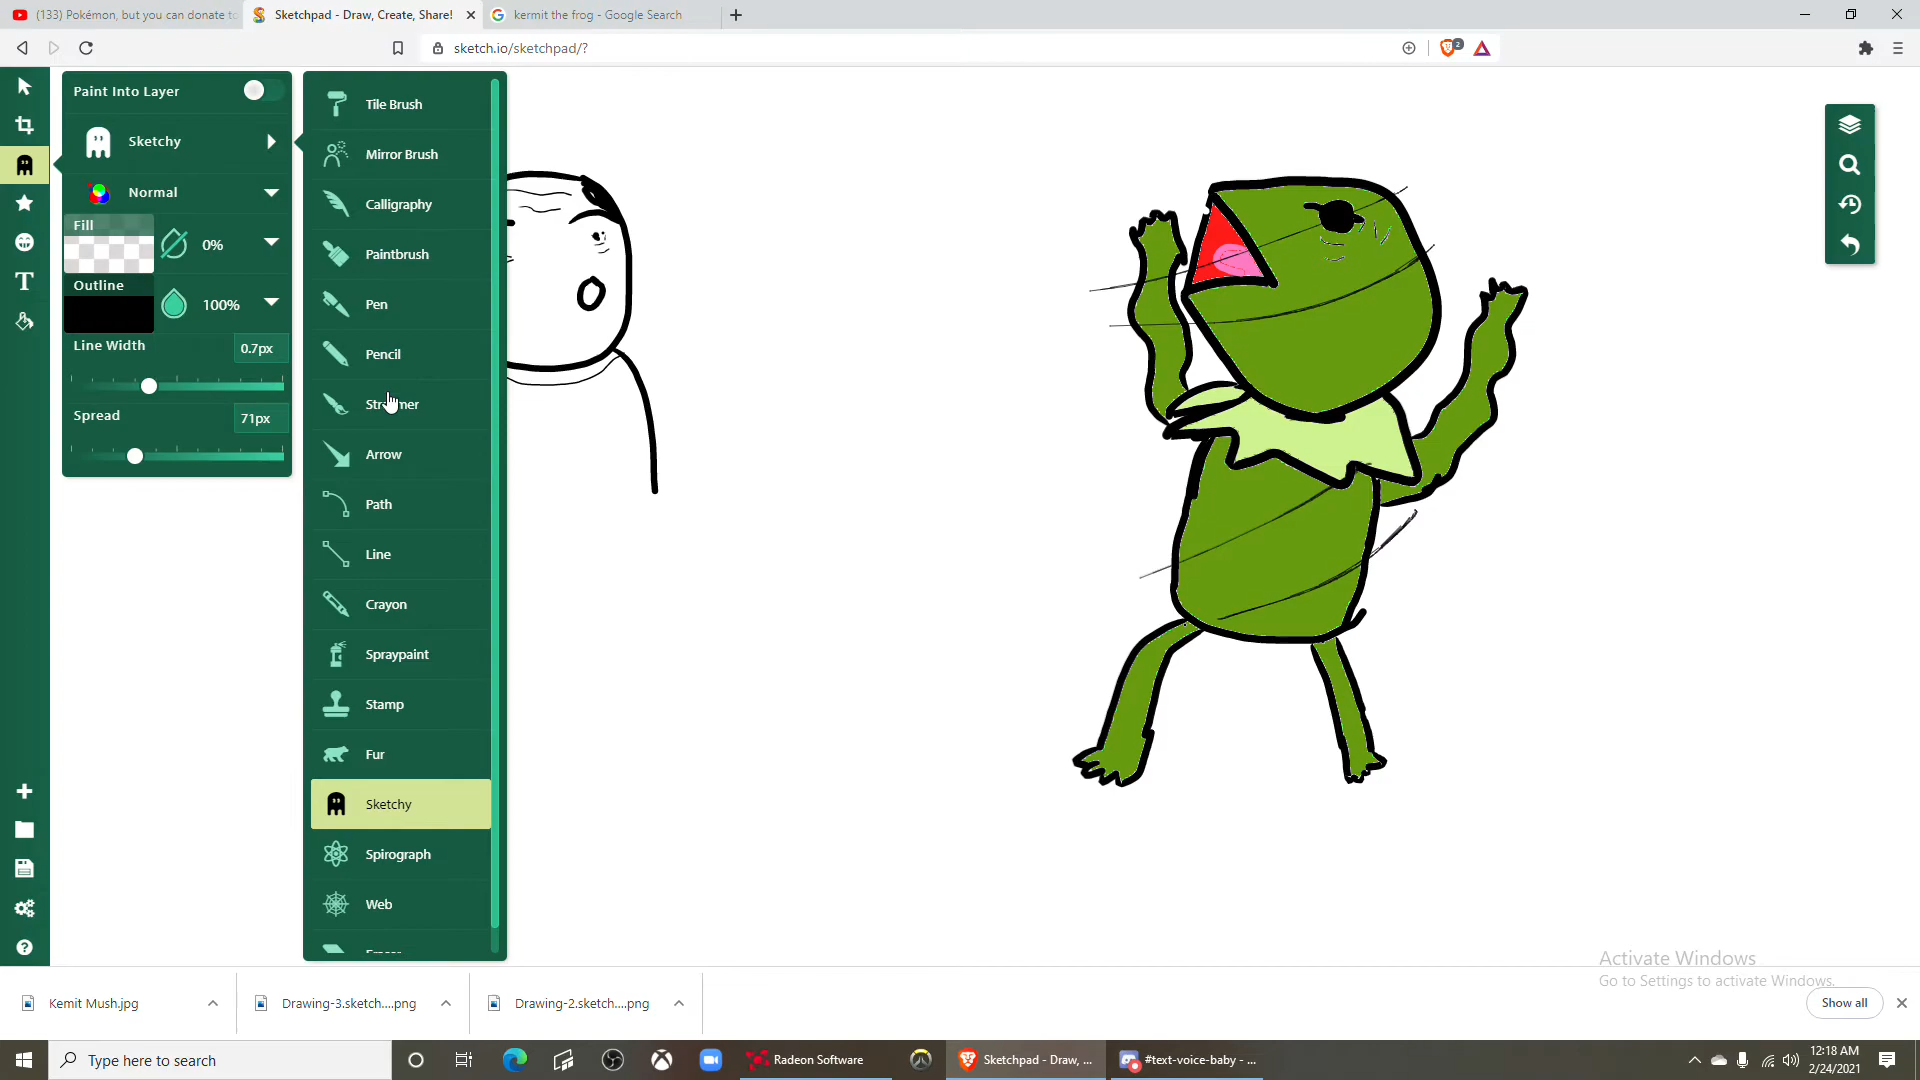 (133) Pokémon, but you can donate to
Sketchpad - Draw, Create, Share!
kermit the frog - Google Search
sketch.io/sketchpad/?
2
Paint Into Layer
Sketchy
Normal
Fill
0%
Outline
100%
Line Width
0.7px
Spread
71px
Tile Brush
Mirror Brush
Calligraphy
Paintbrush
Pen
Pencil
Streamer
Arrow
Path
Line
Crayon
Spraypaint
Stamp
Fur
Sketchy
Spirograph
Web
Eraser
Activate Windows
Go to Settings to activate Windows.
Kemit Mush.jpg
Drawing-3.sketch....png
Drawing-2.sketch....png
Show all
Type here to search
Radeon Software
Sketchpad - Draw, ...
#text-voice-baby - ...
12:18 AM
2/24/2021